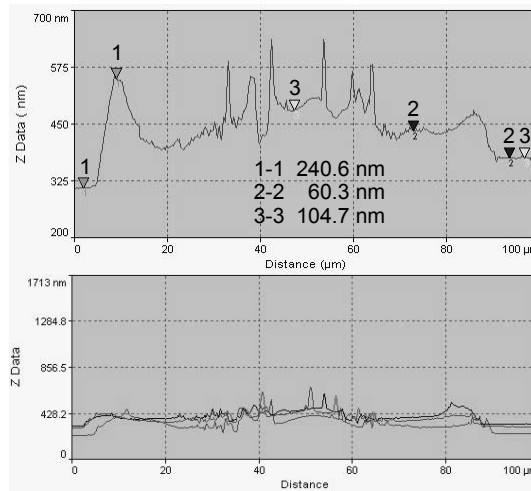 700 nm
575
450
325
200
Z Data ( nm)
1
1
3
2
2
3
2
2
1-1 240.6 nm
2-2 60.3 nm
3-3 104.7 nm
0
20
40
60
80
100 µm
Distance (µm)
1713 nm
1284.8
856.5
428.2
0
Z Data
0
20
40
60
80
100 µm
Distance